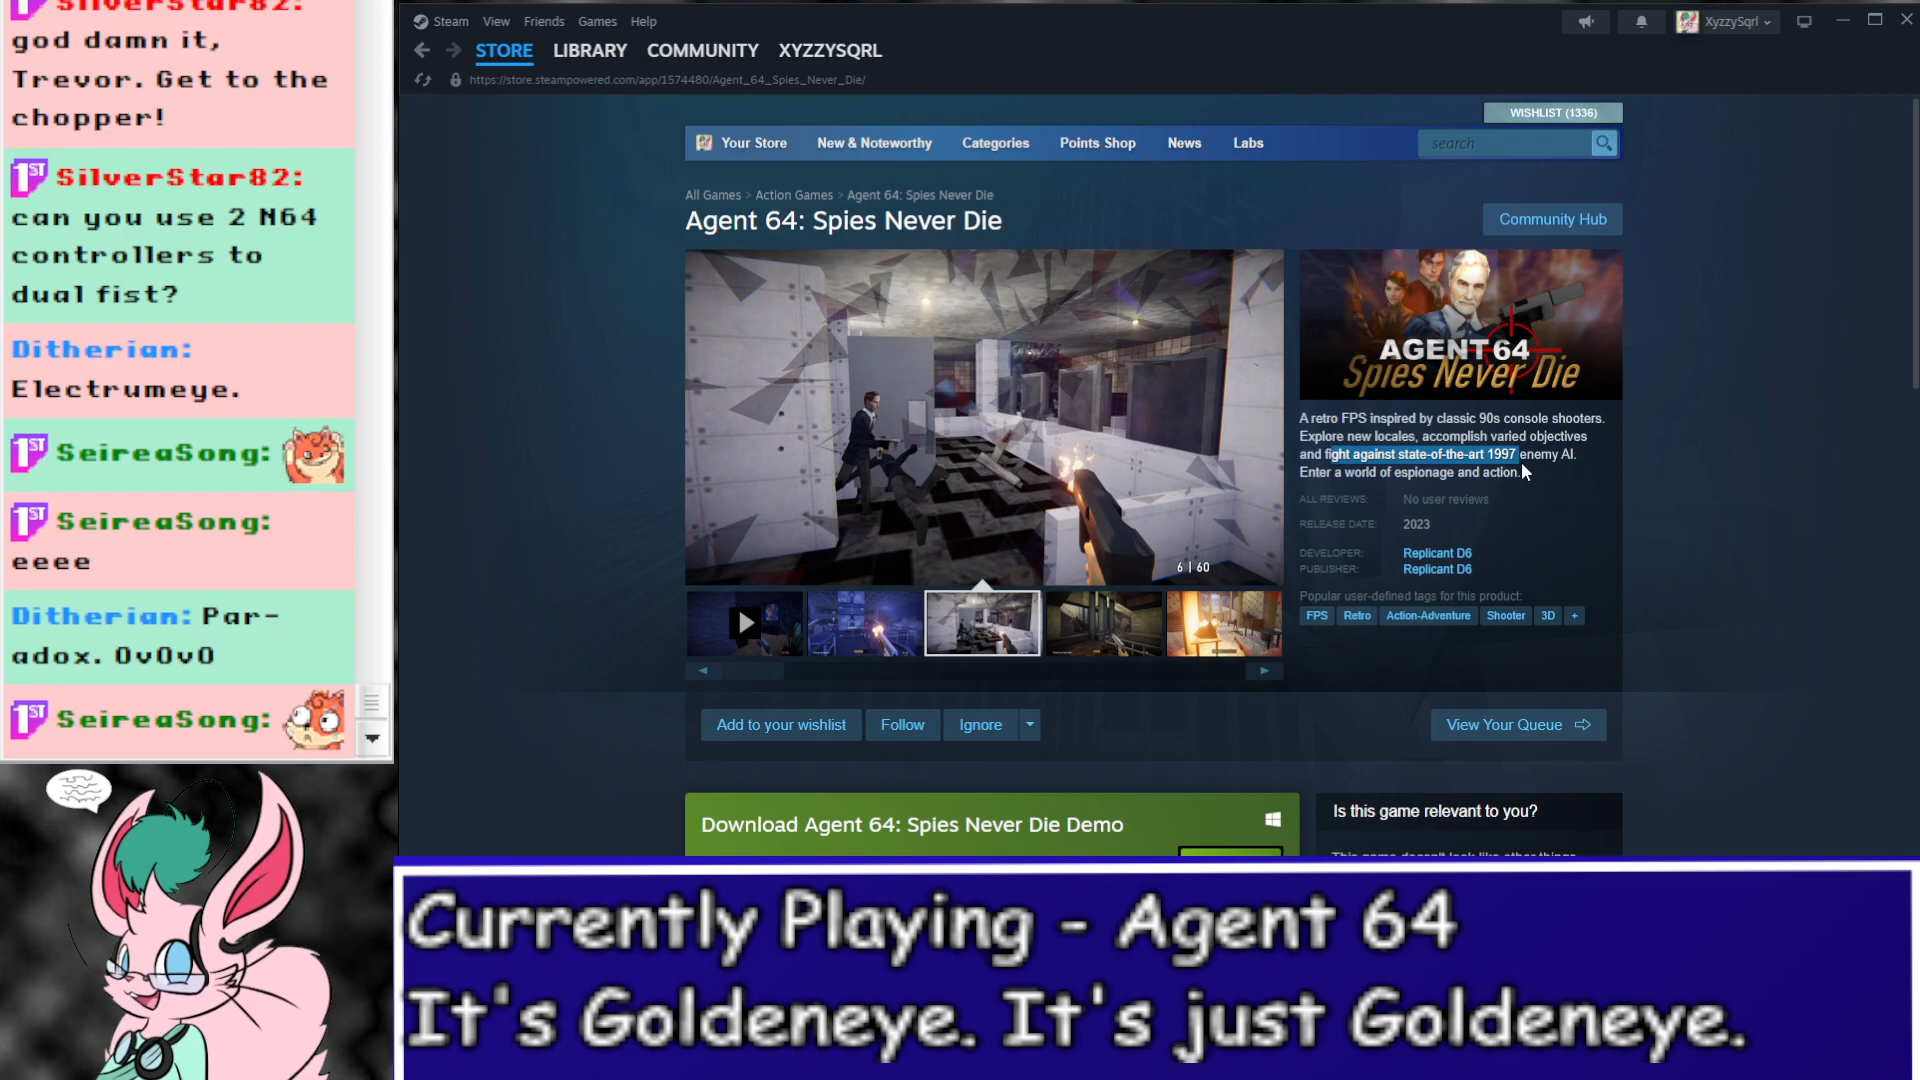 SilverStar82:
god damn it,
Trevor. Get to the
chopper!
1ST SilverStar82:
can you use 2 N64
controllers to
dual fist?
Ditherian:
Electrumeye.
1ST SeireaSong:
1ST SeireaSong:
eeee
Ditherian: Par-
adox. 0v0v0
1ST SeireaSong:
Steam View Friends Games Help
XyzzySqrl
STORE LIBRARY COMMUNITY XYZZYSQRL
https://store.steampowered.com/app/1574480/Agent_64_Spies_Never_Die/
WISHLIST (1336)
Your Store New & Noteworthy Categories Points Shop News Labs
search
All Games > Action Games > Agent 64: Spies Never Die
Agent 64: Spies Never Die
Community Hub
6 | 60
AGENT 64
Spies Never Die
A retro FPS inspired by classic 90s console shooters.
Explore new locales, accomplish varied objectives
and fight against state-of-the-art 1997 enemy AI.
Enter a world of espionage and action.
ALL REVIEWS: No user reviews
RELEASE DATE: 2023
DEVELOPER: Replicant D6
PUBLISHER: Replicant D6
Popular user-defined tags for this product:
FPS Retro Action-Adventure Shooter 3D +
Add to your wishlist Follow Ignore
View Your Queue
Download Agent 64: Spies Never Die Demo
Is this game relevant to you?
Currently Playing - Agent 64
It's Goldeneye. It's just Goldeneye.